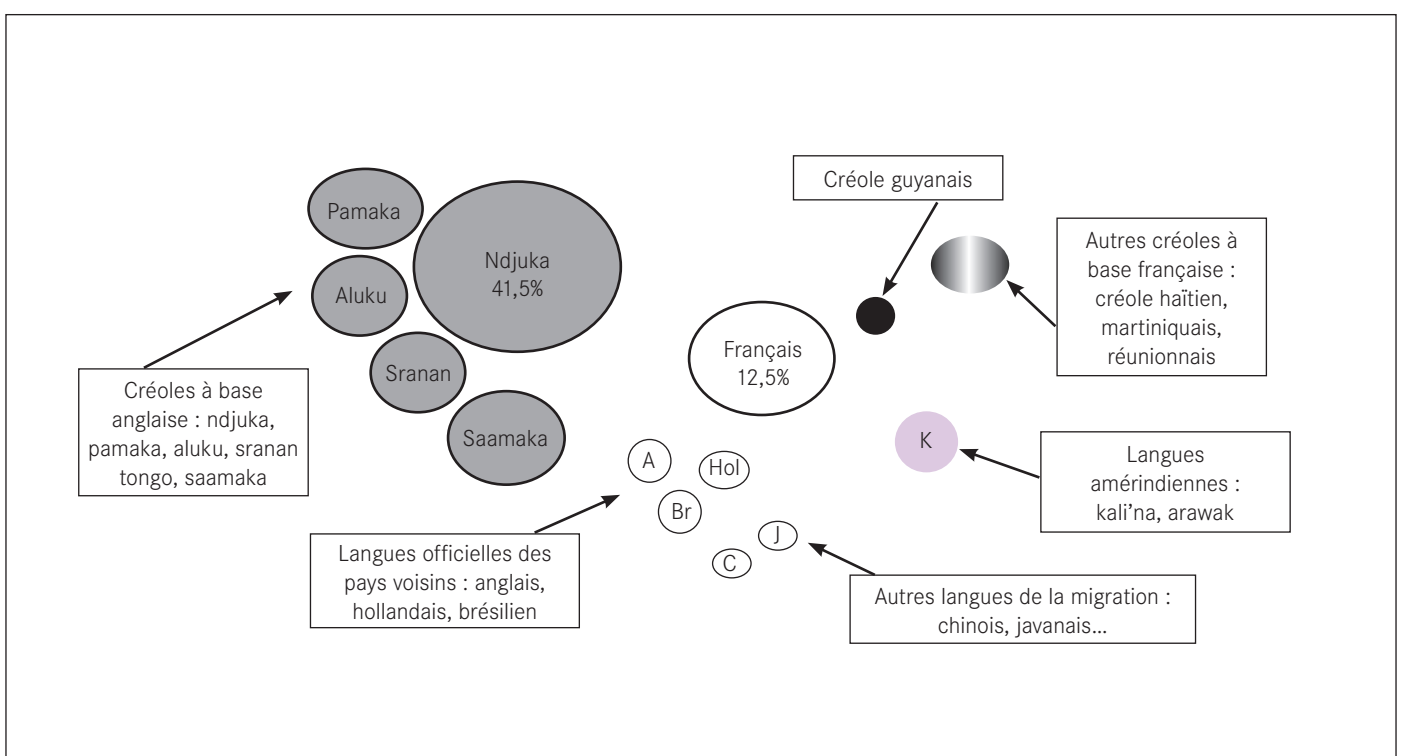 Créole guyanais
Pamaka
Ndjuka
41,5%
Autres créoles à
base française :
créole haïtien,
martiniquais,
réunionnais
Aluku
Français
12,5%
Sranan
Créoles à base
anglaise : ndjuka,
pamaka, aluku, sranan
tongo, saamaka
Saamaka
K
Langues
amérindiennes :
kali’na, arawak
A
Hol
Br
J
C
Langues officielles des
pays voisins : anglais,
hollandais, brésilien
Autres langues de la migration :
chinois, javanais...